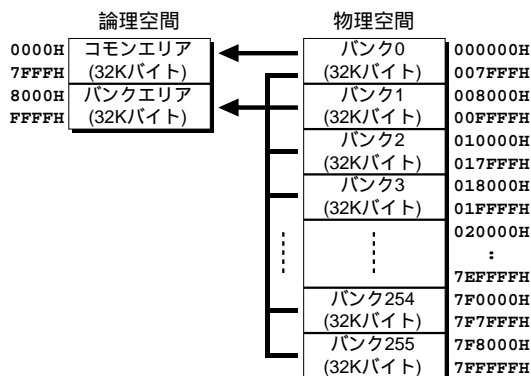 論理空間
0000H
コモンエリア
7FFFH
(32Kバイト)
8000H
バンクエリア
FFFFH
(32Kバイト)
物理空間
バンク0
000000H
(32Kバイト)
007FFFH
バンク1
008000H
(32Kバイト)
00FFFFH
バンク2
010000H
(32Kバイト)
017FFFH
バンク3
018000H
(32Kバイト)
01FFFFH
020000H
:
7EFFFFH
バンク254
7F0000H
(32Kバイト)
7F7FFFH
バンク255
7F8000H
(32Kバイト)
7FFFFFH